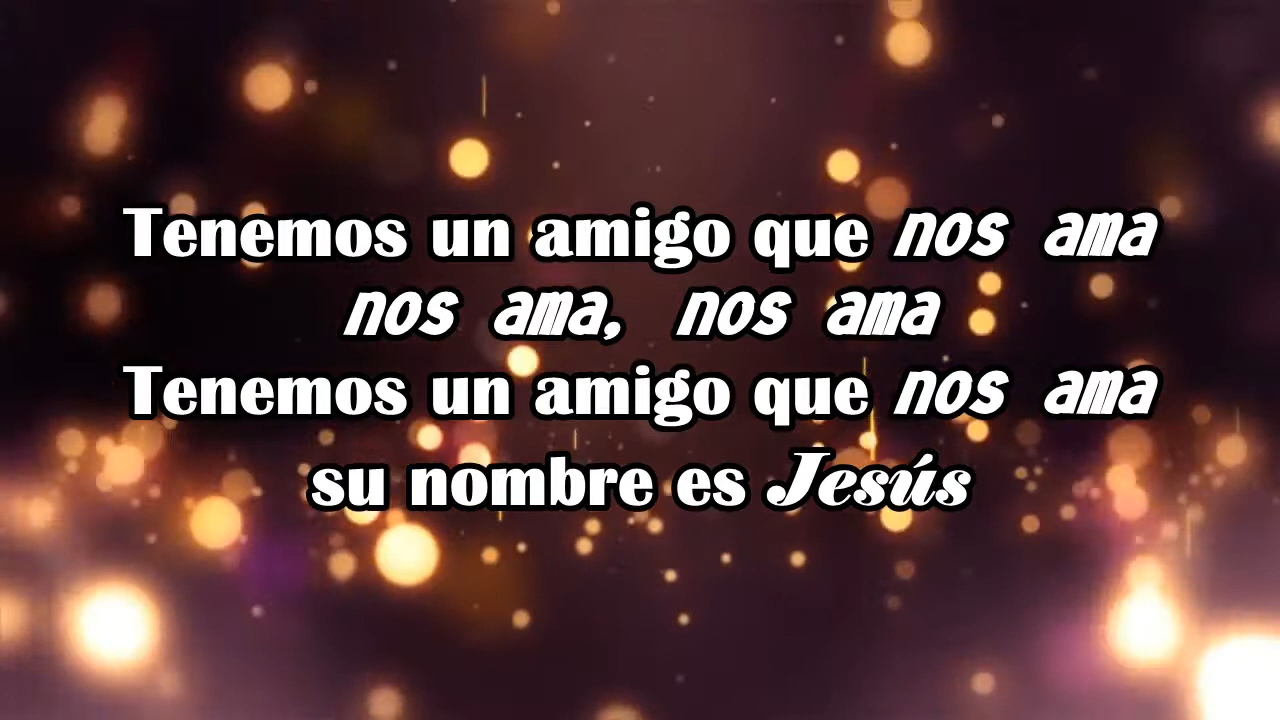 Tenemos un amigo que nos ama
nos ama, nos ama
Tenemos un amigo que nos ama
su nombre es Jesús